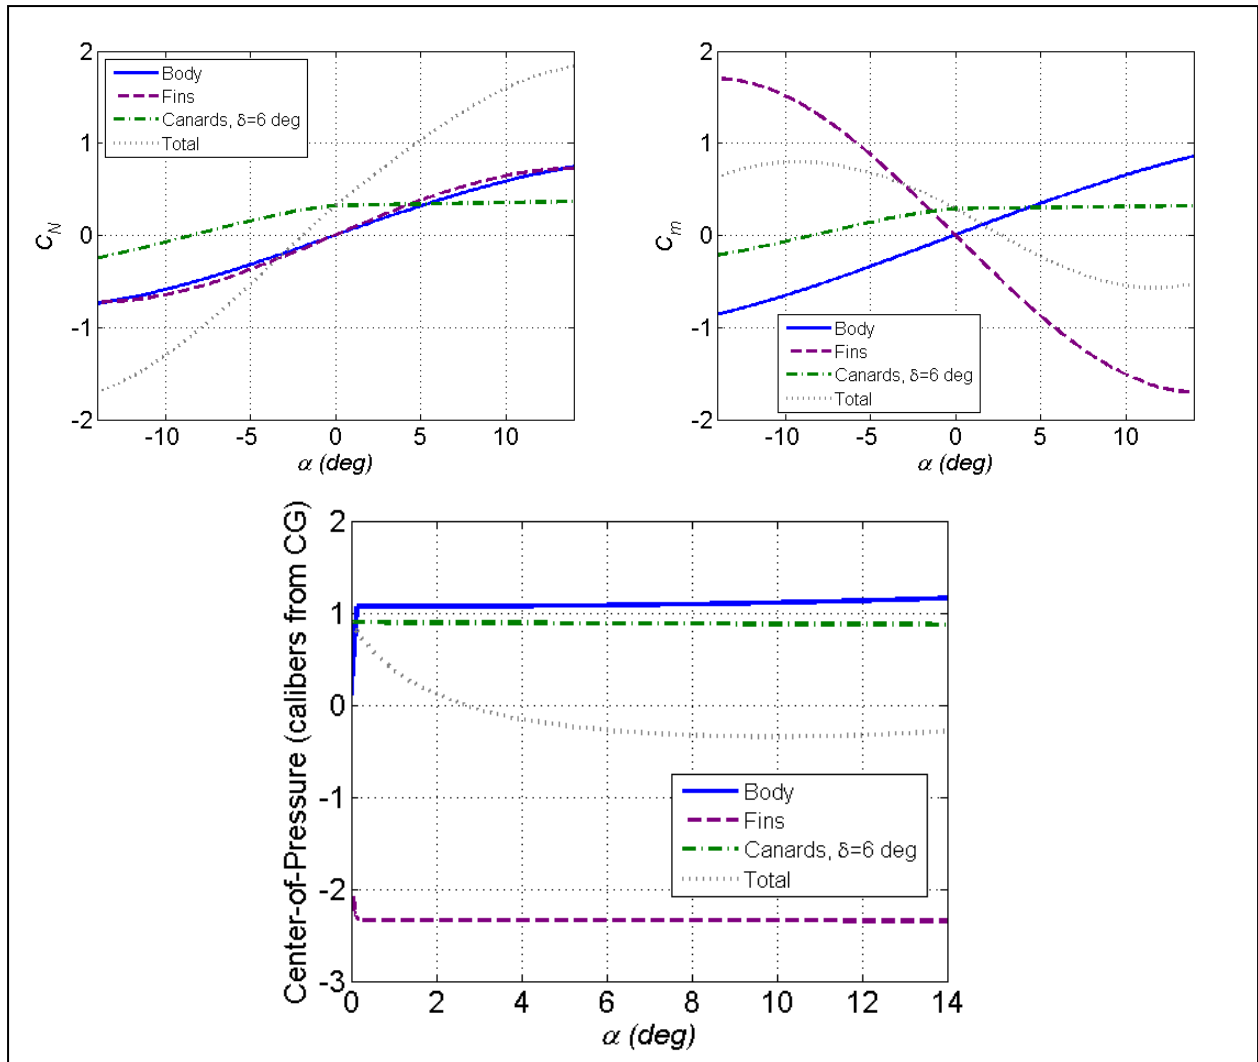 2
1
0
-1
-2
C_N
-10
-5
0
5
10
α (deg)
Body
Fins
Canards, δ=6 deg
Total
2
1
0
-1
-2
C_m
-10
-5
0
5
10
α (deg)
Body
Fins
Canards, δ=6 deg
Total
Center-of-Pressure (calibers from CG)
2
1
0
-1
-2
-3
0
2
4
6
8
10
12
14
α (deg)
Body
Fins
Canards, δ=6 deg
Total